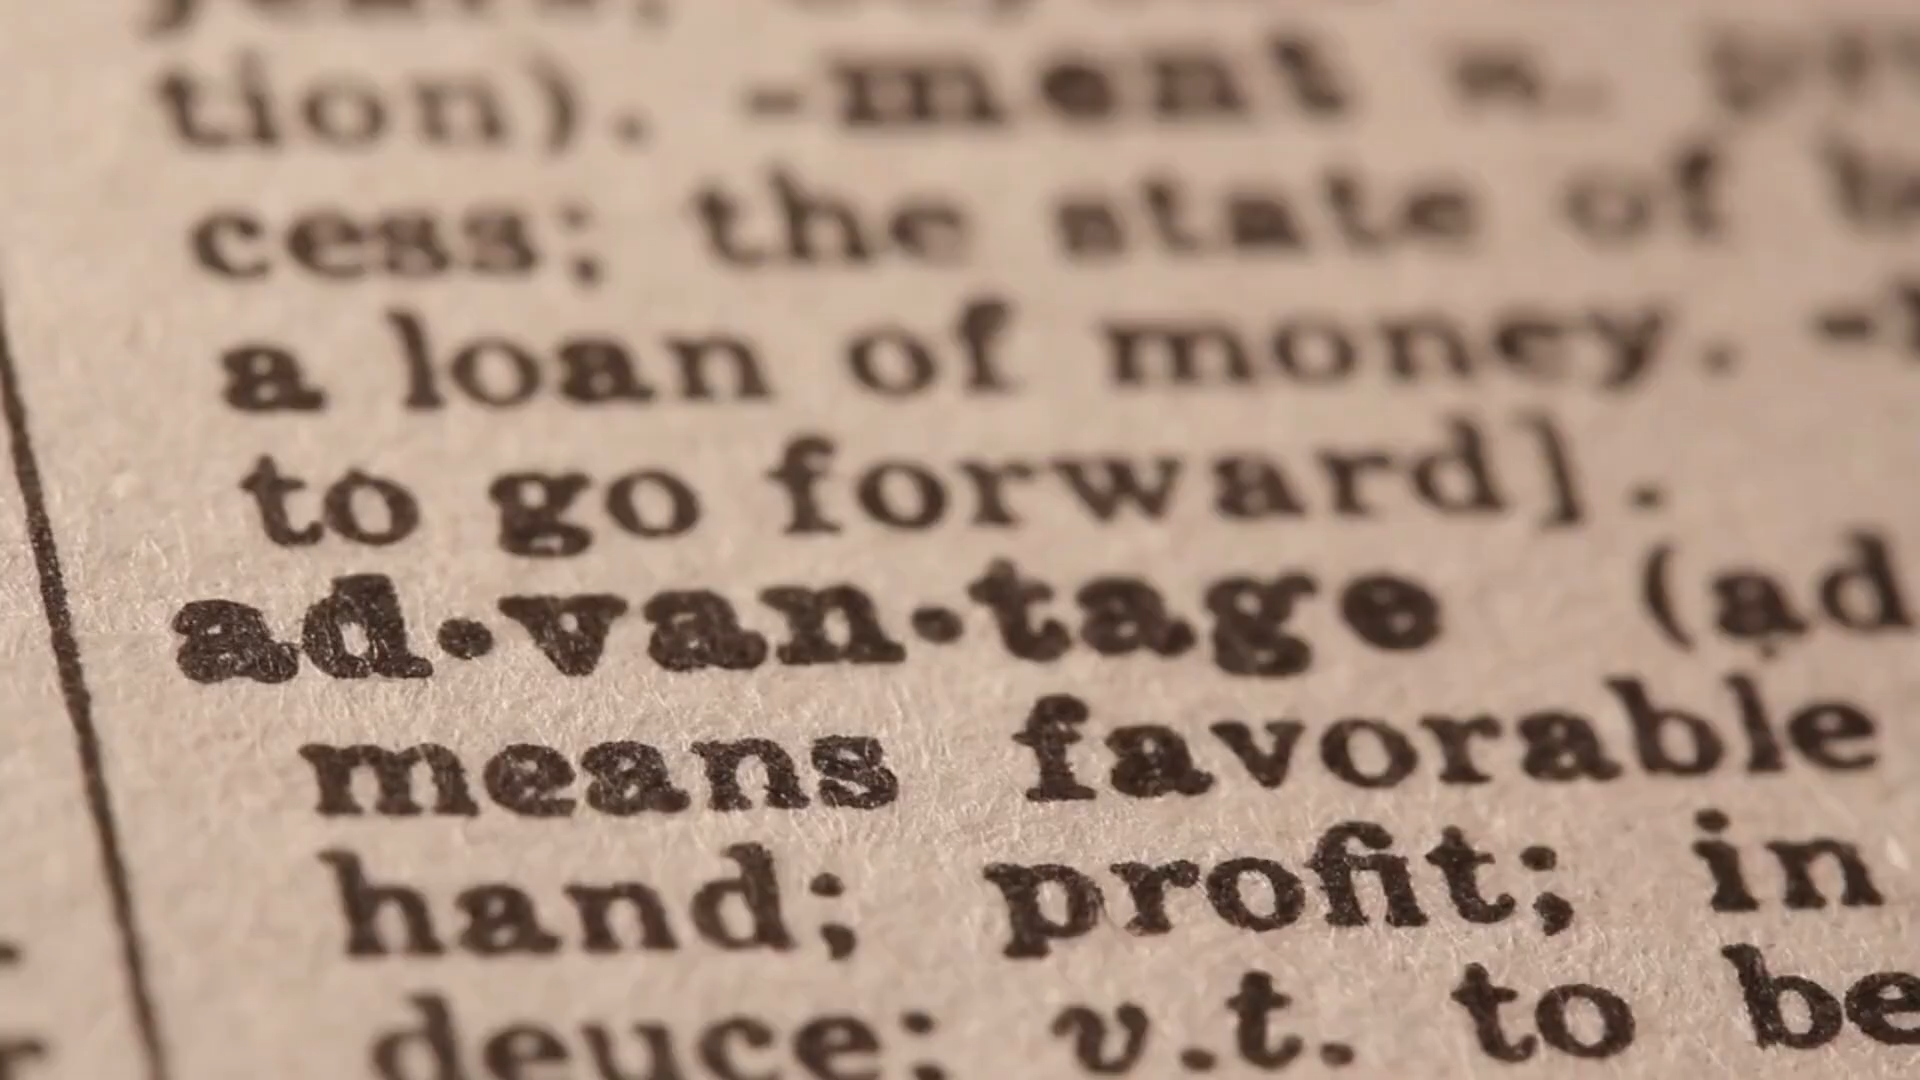 tion). -ment n.
cess; the state of
a loan of money.
to go forward].
ad·van·tage (ad
means favorable
hand; profit; in
deuce; v.t. to be